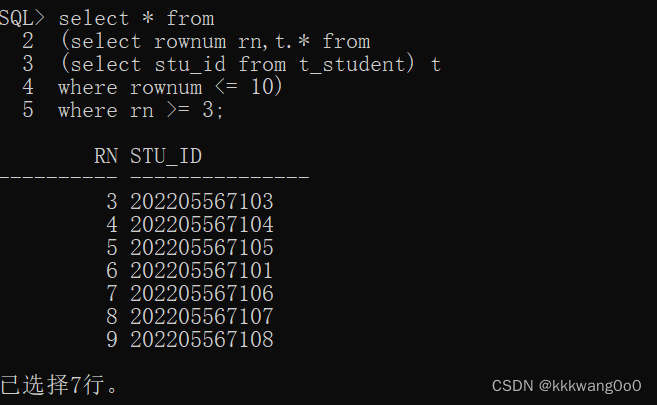 SQL> select * from
2 (select rownum rn,t.* from
3 (select stu_id from t_student) t
4 where rownum <= 10)
5 where rn >= 3;
RN STU_ID
---------- ---------------
3 202205567103
4 202205567104
5 202205567105
6 202205567101
7 202205567106
8 202205567107
9 202205567108
已选择7行。
CSDN @kkkwang0o0